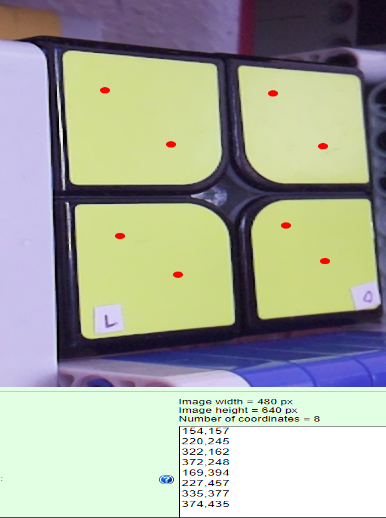 L
O
Image width = 480 px
Image height = 640 px
Number of coordinates = 8
154,157
220,245
322,162
372,248
169,394
227,457
335,377
374,435
:
?